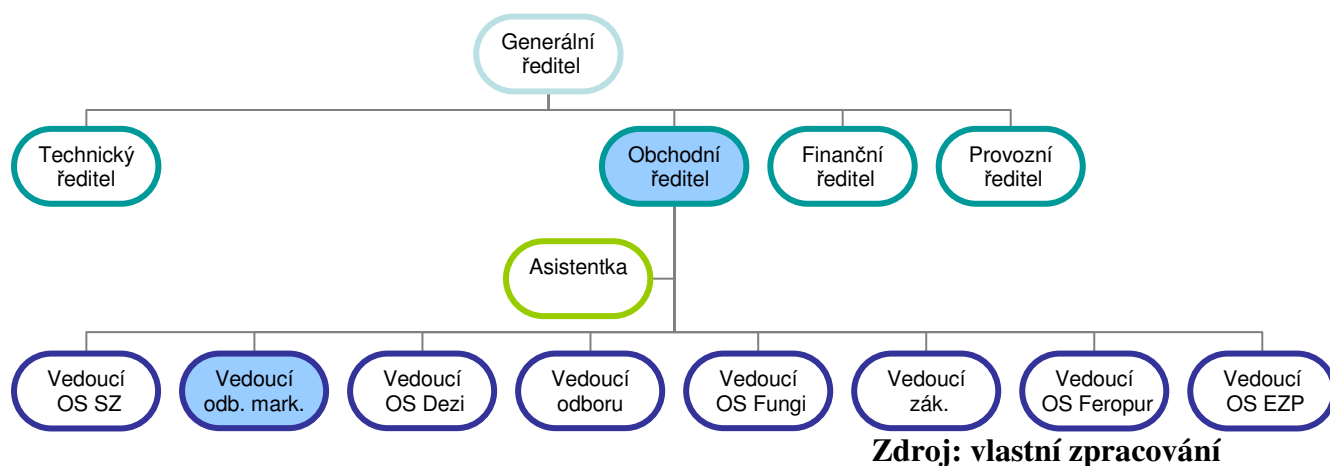 Generální
ředitel
Technický
ředitel
Obchodní
ředitel
Finanční
ředitel
Provozní
ředitel
Asistentka
Vedoucí
OS SZ
Vedoucí
odb. mark.
Vedoucí
OS Dezi
Vedoucí
odboru
Vedoucí
OS Fungi
Vedoucí
zák.
Vedoucí
OS Feropur
Vedoucí
OS EZP
Zdroj: vlastní zpracování